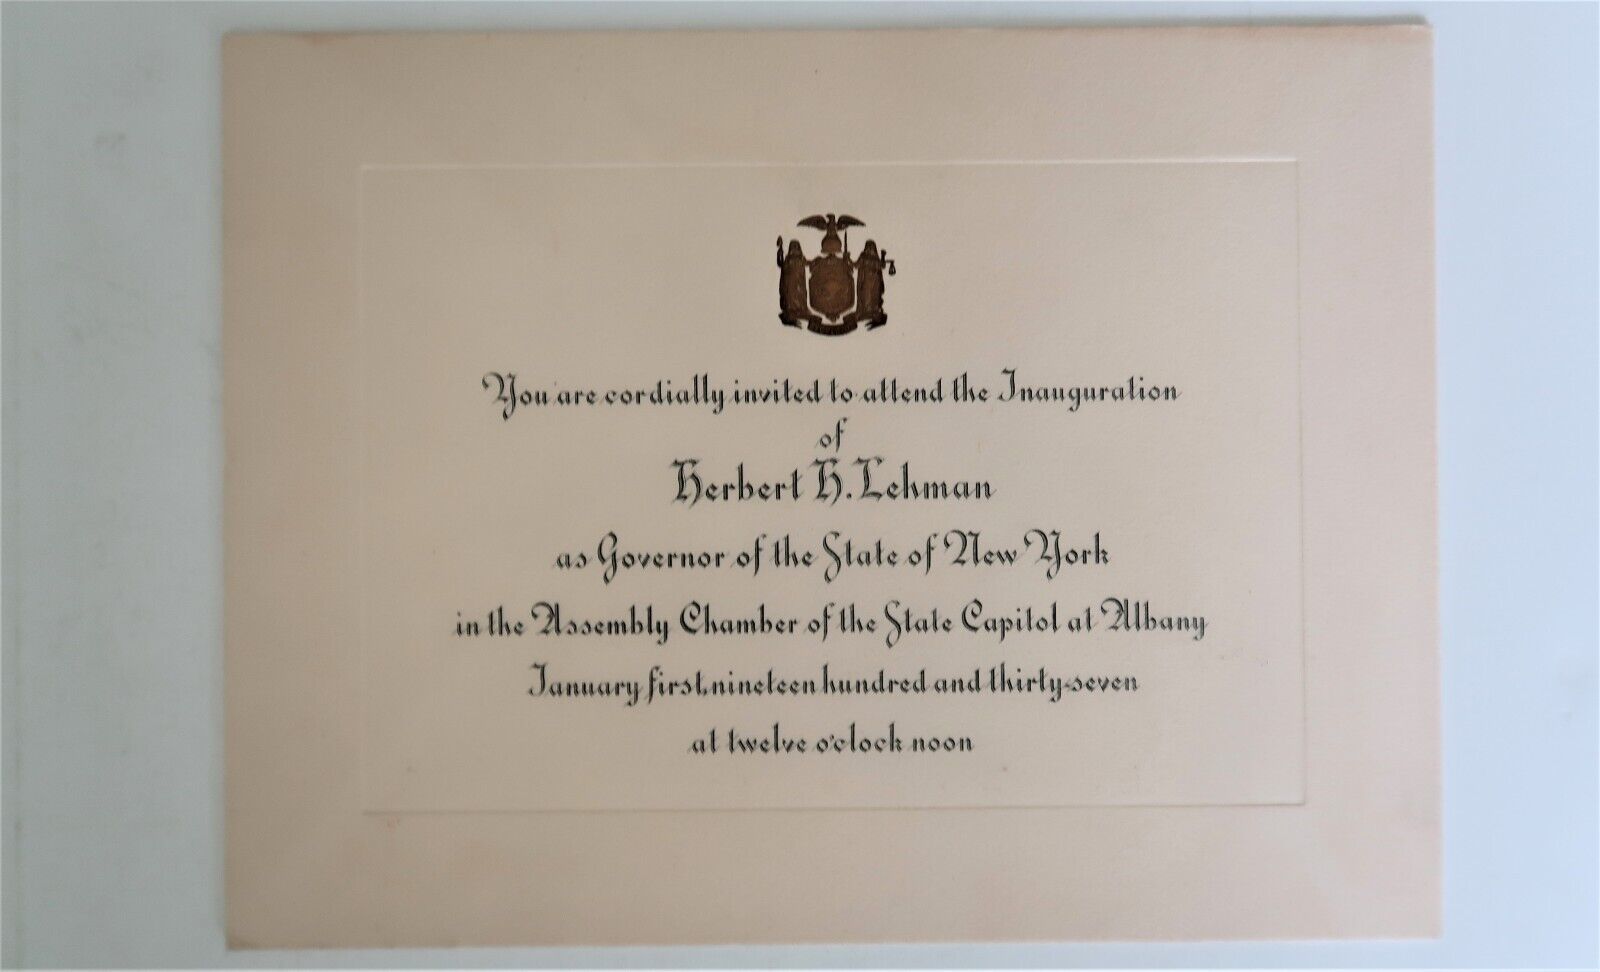 You are cordially invited to attend the Inauguration
of
Herbert H. Lehman
as Governor of the State of New York
in the Assembly Chamber of the State Capitol at Albany
January first, nineteen hundred and thirty-seven
at twelve o'clock noon